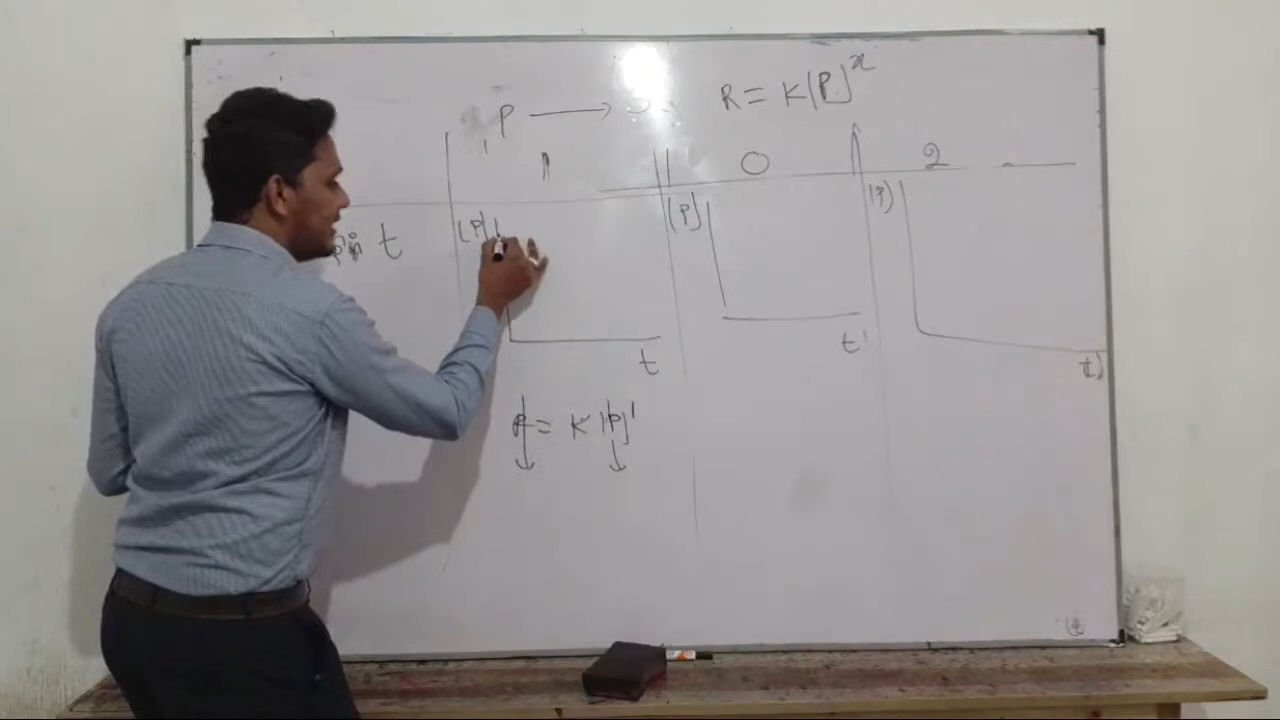 P ⟶
R = K[P]^x
1 0 2
t [P] [P] [P]
t t t
R = K[P]^1